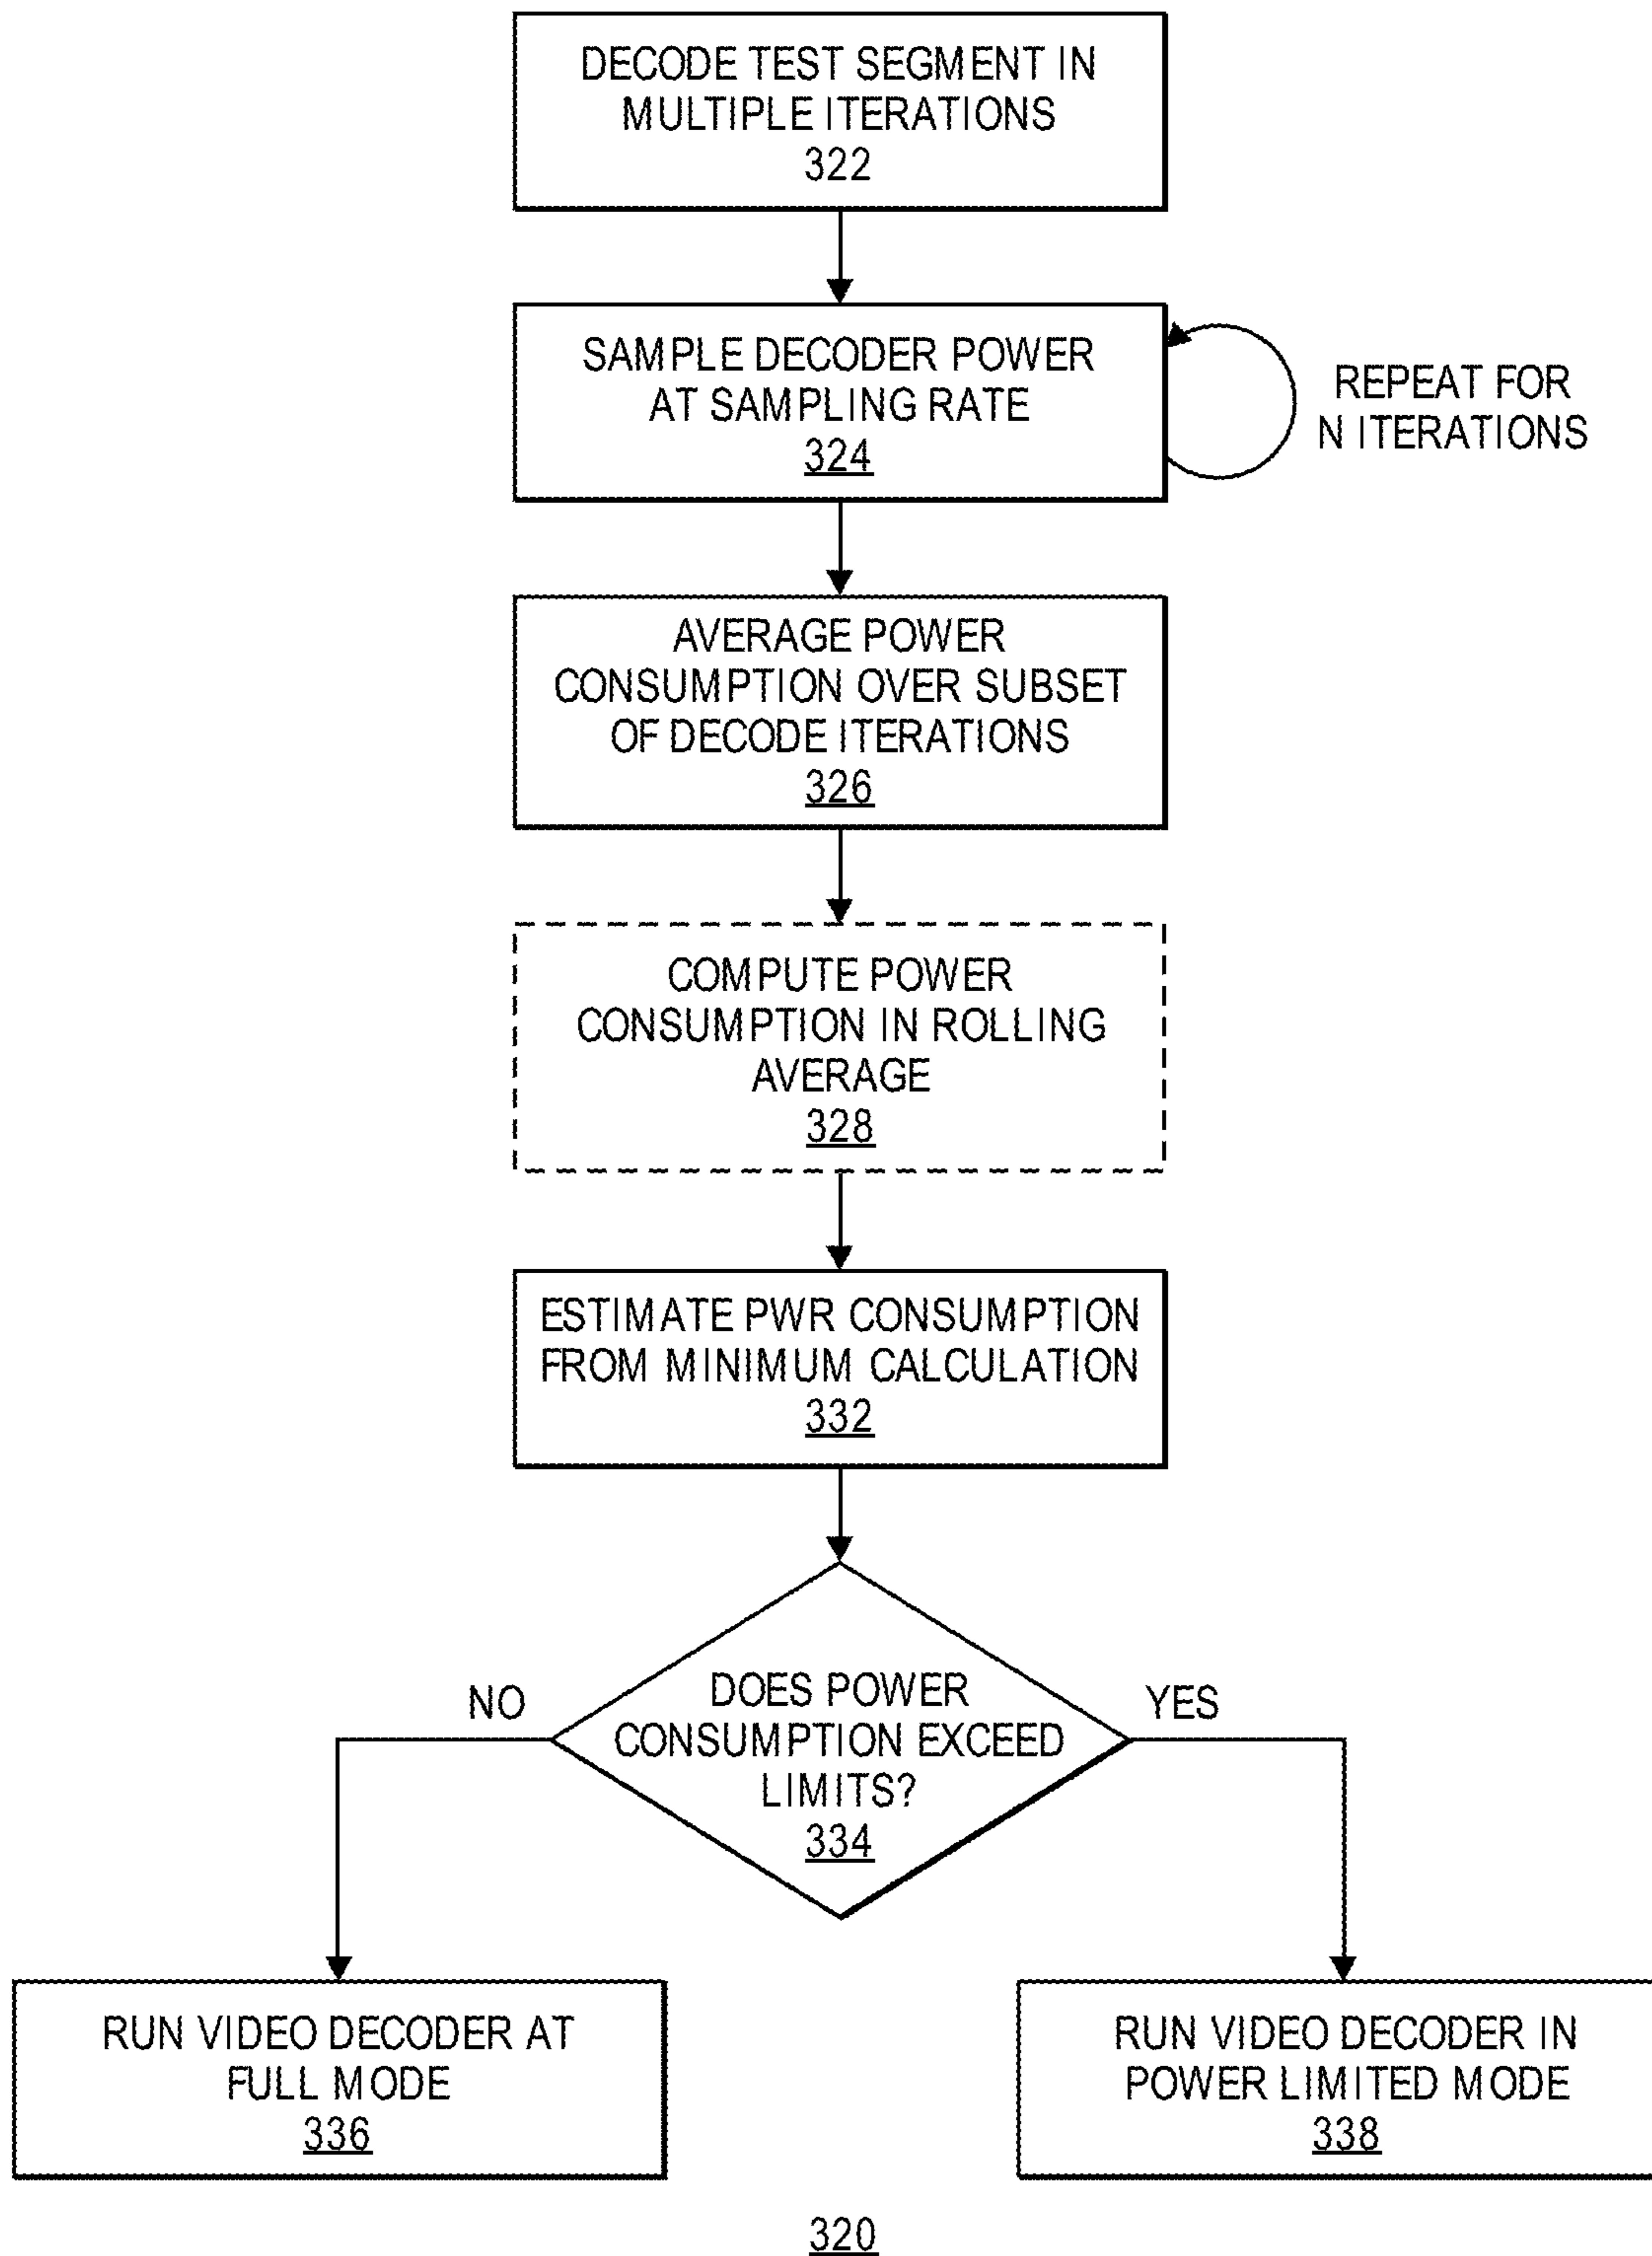 DECODE TEST SEGMENT IN
MULTIPLE ITERATIONS
322
SAMPLE DECODER POWER
AT SAMPLING RATE
324
REPEAT FOR
N ITERATIONS
AVERAGE POWER
CONSUMPTION OVER SUBSET
OF DECODE ITERATIONS
326
COMPUTE POWER
CONSUMPTION IN ROLLING
AVERAGE
328
ESTIMATE PWR CONSUMPTION
FROM MINIMUM CALCULATION
332
DOES POWER
CONSUMPTION EXCEED
LIMITS?
334
NO
YES
RUN VIDEO DECODER AT
FULL MODE
336
RUN VIDEO DECODER IN
POWER LIMITED MODE
338
320